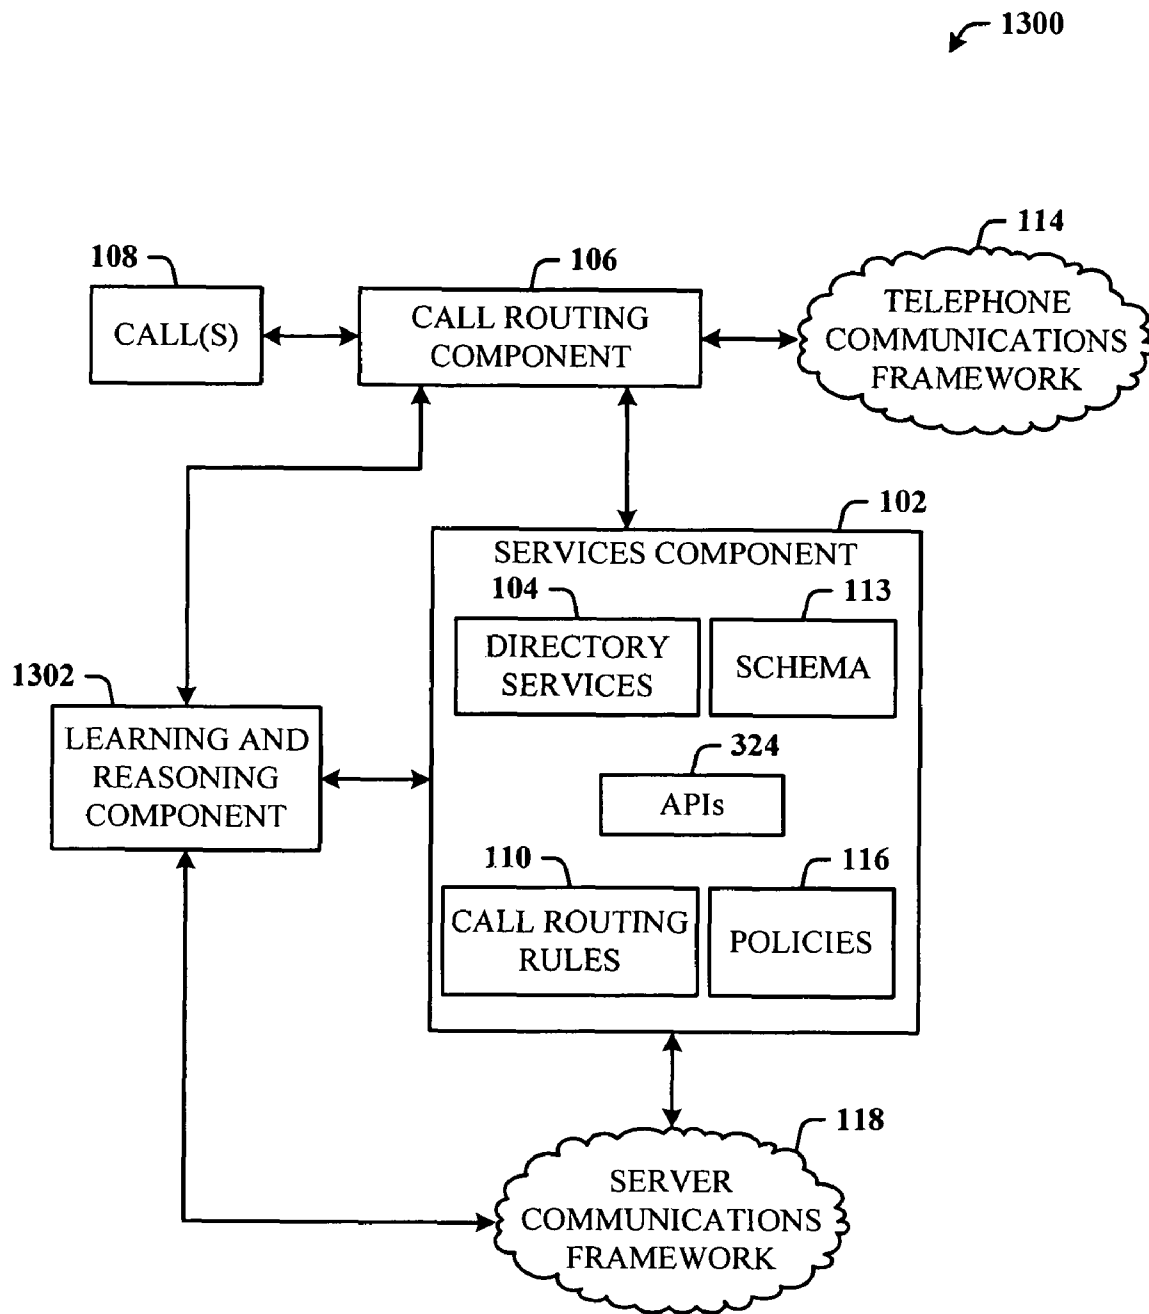 1300
114
108
106
TELEPHONE
COMMUNICATIONS
FRAMEWORK
CALL(S)
CALL ROUTING
COMPONENT
102
SERVICES COMPONENT
104
113
DIRECTORY
SERVICES
SCHEMA
1302
LEARNING AND
REASONING
COMPONENT
324
APIs
110
116
CALL ROUTING
RULES
POLICIES
118
SERVER
COMMUNICATIONS
FRAMEWORK